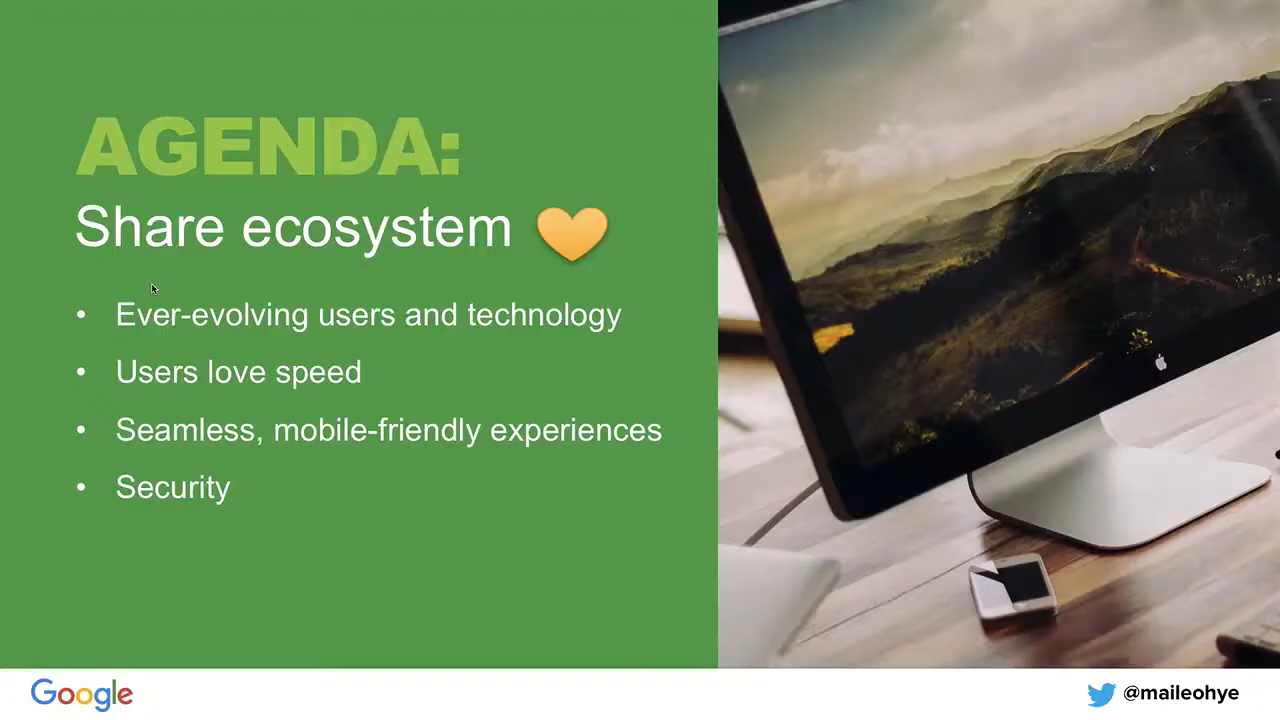 AGENDA:
Share ecosystem
• Ever-evolving users and technology
• Users love speed
• Seamless, mobile-friendly experiences
• Security
Google
@maileohye